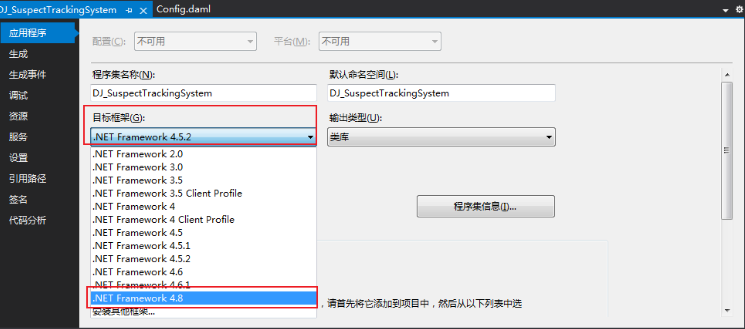 DJ_SuspectTrackingSystem Config.daml
应用程序
生成
生成事件
调试
资源
服务
设置
引用路径
签名
代码分析
配置(C): 不可用 平台(M): 不可用
程序集名称(N): 默认命名空间(L):
DJ_SuspectTrackingSystem DJ_SuspectTrackingSystem
目标框架(G): 输出类型(U):
.NET Framework 4.5.2 类库
.NET Framework 2.0
.NET Framework 3.0
.NET Framework 3.5
.NET Framework 3.5 Client Profile
.NET Framework 4
.NET Framework 4 Client Profile
.NET Framework 4.5
.NET Framework 4.5.1
.NET Framework 4.5.2
.NET Framework 4.6
.NET Framework 4.6.1
.NET Framework 4.8
安装其他框架...
程序集信息(I)...
，请首先将它添加到项目中，然后从以下列表中选